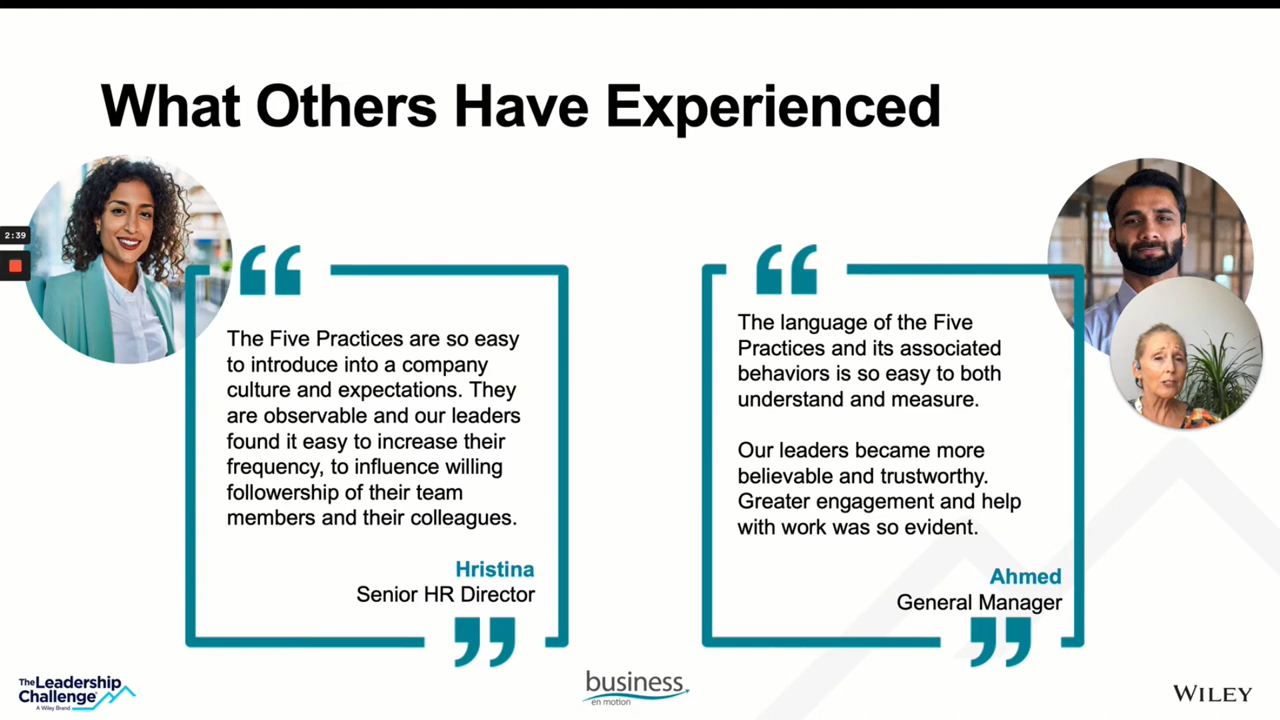 What Others Have Experienced
2:39
“
The Five Practices are so easy
to introduce into a company
culture and expectations. They
are observable and our leaders
found it easy to increase their
frequency, to influence willing
followership of their team
members and their colleagues.
Hristina
Senior HR Director
”
“
The language of the Five
Practices and its associated
behaviors is so easy to both
understand and measure.
Our leaders became more
believable and trustworthy.
Greater engagement and help
with work was so evident.
Ahmed
General Manager
”
The Leadership
Challenge®
A Wiley Brand
business
en motion
WILEY